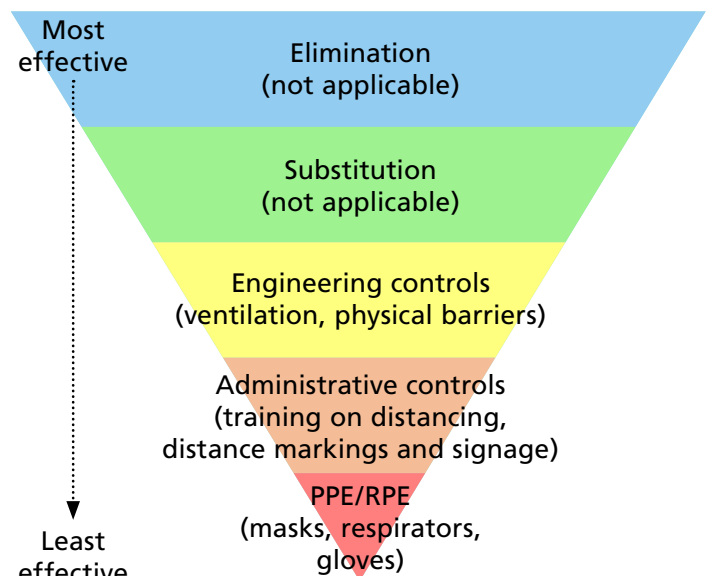 Most
effective
Elimination
(not applicable)
Substitution
(not applicable)
Engineering controls
(ventilation, physical barriers)
Administrative controls
(training on distancing,
distance markings and signage)
PPE/RPE
(masks, respirators,
gloves)
Least
effective